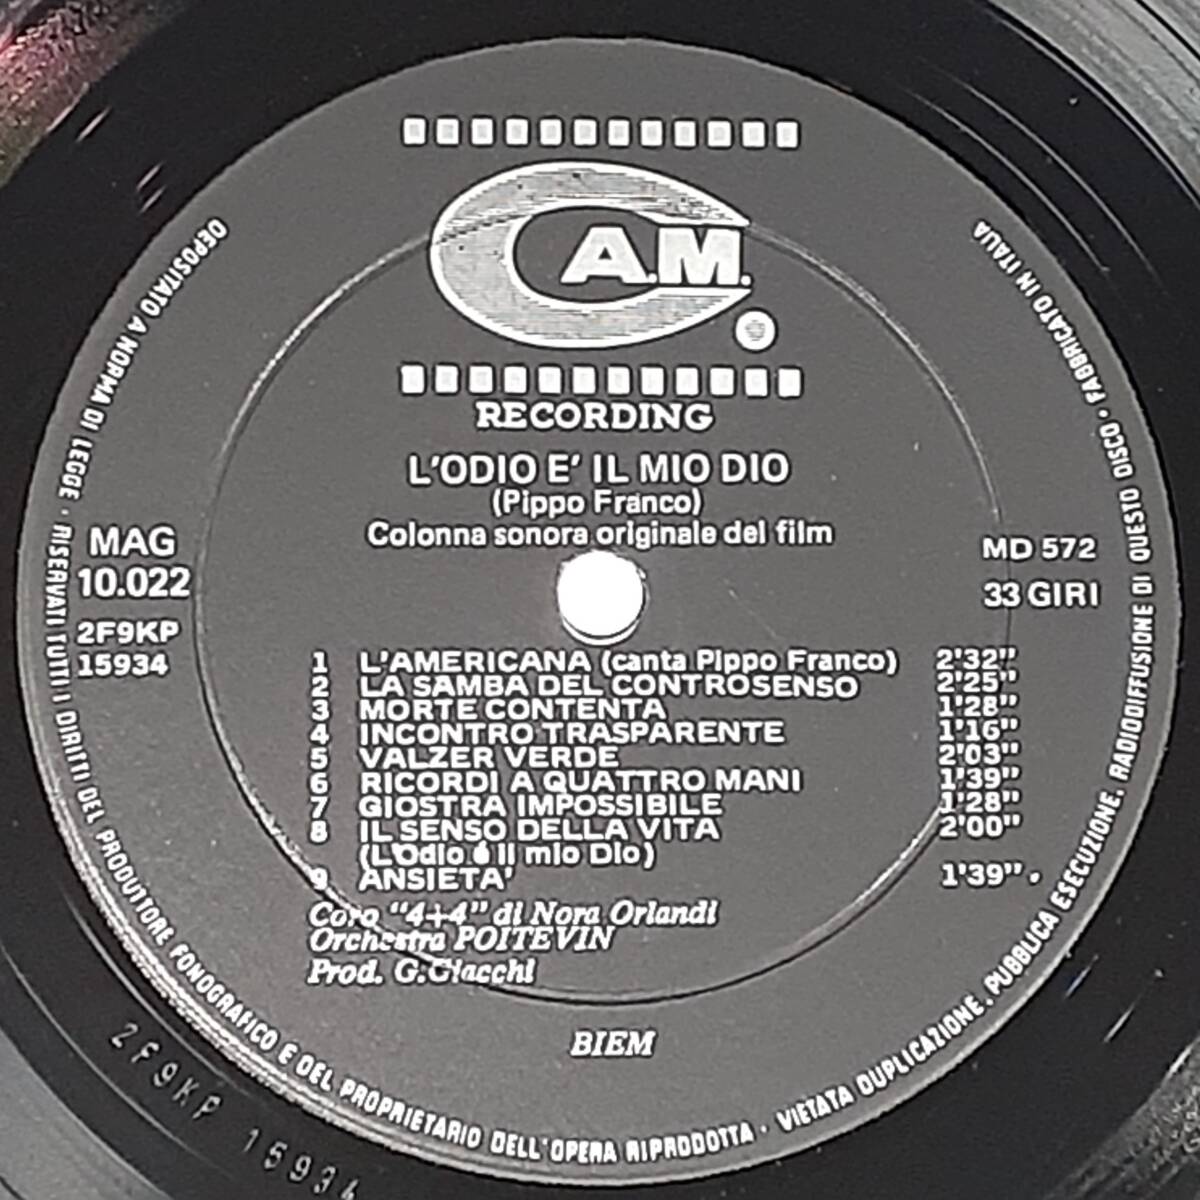 C.A.M.
®
RECORDING
L'ODIO E' IL MIO DIO
(Pippo Franco)
Colonna sonora originale del film
MAG
10.022
2F9KP
15934
MD 572
33 GIRI
1 L'AMERICANA (canta Pippo Franco) 2'32"
2 LA SAMBA DEL CONTROSENSO 2'25"
3 MORTE CONTENTA 1'28"
4 INCONTRO TRASPARENTE 1'16"
5 VALZER VERDE 2'03"
6 RICORDI A QUATTRO MANI 1'39"
7 GIOSTRA IMPOSSIBILE 1'28"
8 IL SENSO DELLA VITA 2'00"
(L'Odio é il mio Dio)
9 ANSIETA' 1'39".
Coro "4+4" di Nora Orlandi
Orchestra POITEVIN
Prod. G.Giacchi
BIEM
DEPOSITATO A NORMA DI LEGGE · RISERVATI TUTTI I DIRITTI DEL PRODUTTORE FONOGRAFICO E DEL PROPRIETARIO DELL'OPERA RIPRODOTTA · VIETATA DUPLICAZIONE, PUBBLICA ESECUZIONE, RADIODIFFUSIONE DI QUESTO DISCO · FABBRICATO IN ITALIA
2F9KP 15934